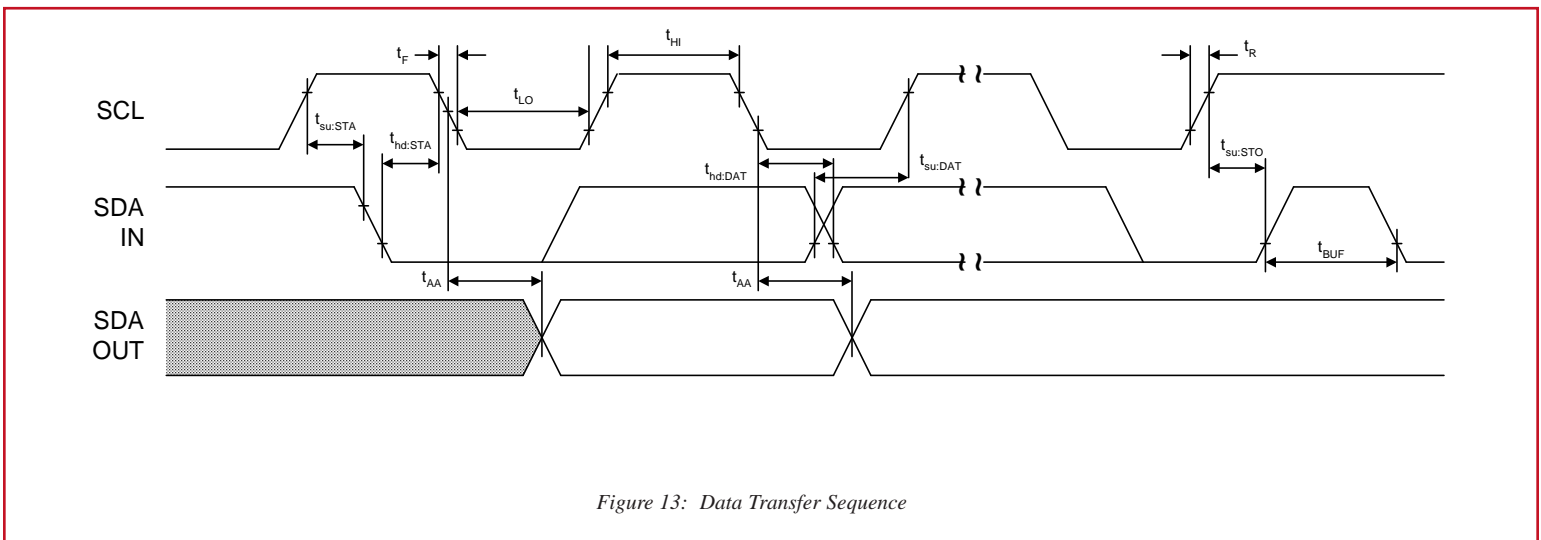 t_HI
t_F
t_R
t_LO
SCL
t_su:STA
t_hd:STA
t_su:STO
t_hd:DAT
t_su:DAT
SDA
IN
t_BUF
t_AA
t_AA
SDA
OUT
Figure 13: Data Transfer Sequence